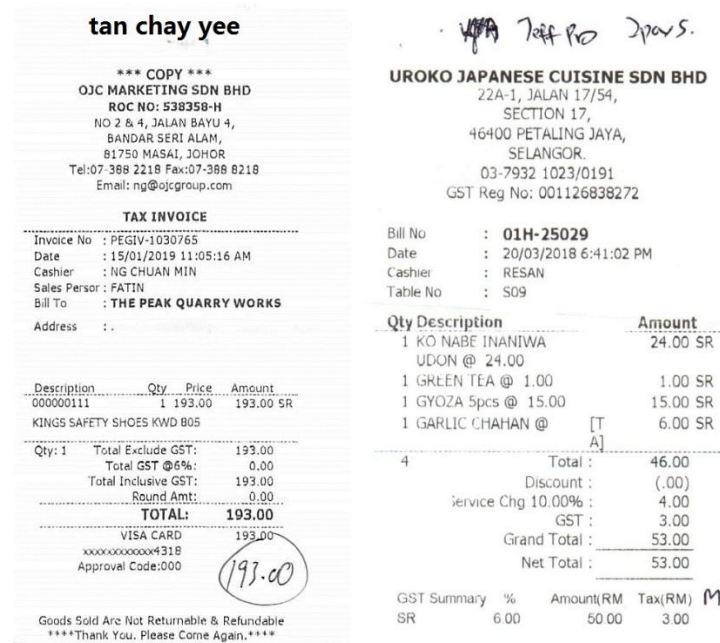 tan chay yee
*** COPY ***
OJC MARKETING SDN BHD
ROC NO: 538358-H
NO 2 & 4, JALAN BAYU 4,
BANDAR SERI ALAM,
81750 MASAI, JOHOR
Tel:07-388 2218 Fax:07-388 8218
Email: ng@ojcgroup.com
TAX INVOICE
Invoice No : PEGIV-1030765
Date : 15/01/2019 11:05:16 AM
Cashier : NG CHUAN MIN
Sales Persor : FATIN
Bill To : THE PEAK QUARRY WORKS
Address : .
Description Qty Price Amount
000000111 1 193.00 193.00 SR
KINGS SAFETY SHOES KWD 805
Qty: 1 Total Exclude GST: 193.00
Total GST @6%: 0.00
Total Inclusive GST: 193.00
Round Amt: 0.00
TOTAL: 193.00
VISA CARD 193.00
xxxxxxxxxxxx4318
Approval Code:000
193.00
Goods Sold Are Not Returnable & Refundable
****Thank You. Please Come Again.****
Jeff Pro 2pax S.
UROKO JAPANESE CUISINE SDN BHD
22A-1, JALAN 17/54,
SECTION 17,
46400 PETALING JAYA,
SELANGOR.
03-7932 1023/0191
GST Reg No: 001126838272
Bill No : 01H-25029
Date : 20/03/2018 6:41:02 PM
Cashier : RESAN
Table No : S09
Qty Description Amount
1 KO NABE INANIWA 24.00 SR
UDON @ 24.00
1 GREEN TEA @ 1.00 1.00 SR
1 GYOZA 5pcs @ 15.00 15.00 SR
1 GARLIC CHAHAN @ [T 6.00 SR
A]
4 Total : 46.00
Discount : (.00)
Service Chg 10.00% : 4.00
GST : 3.00
Grand Total : 53.00
Net Total : 53.00
GST Summary % Amount(RM Tax(RM) M
SR 6.00 50.00 3.00